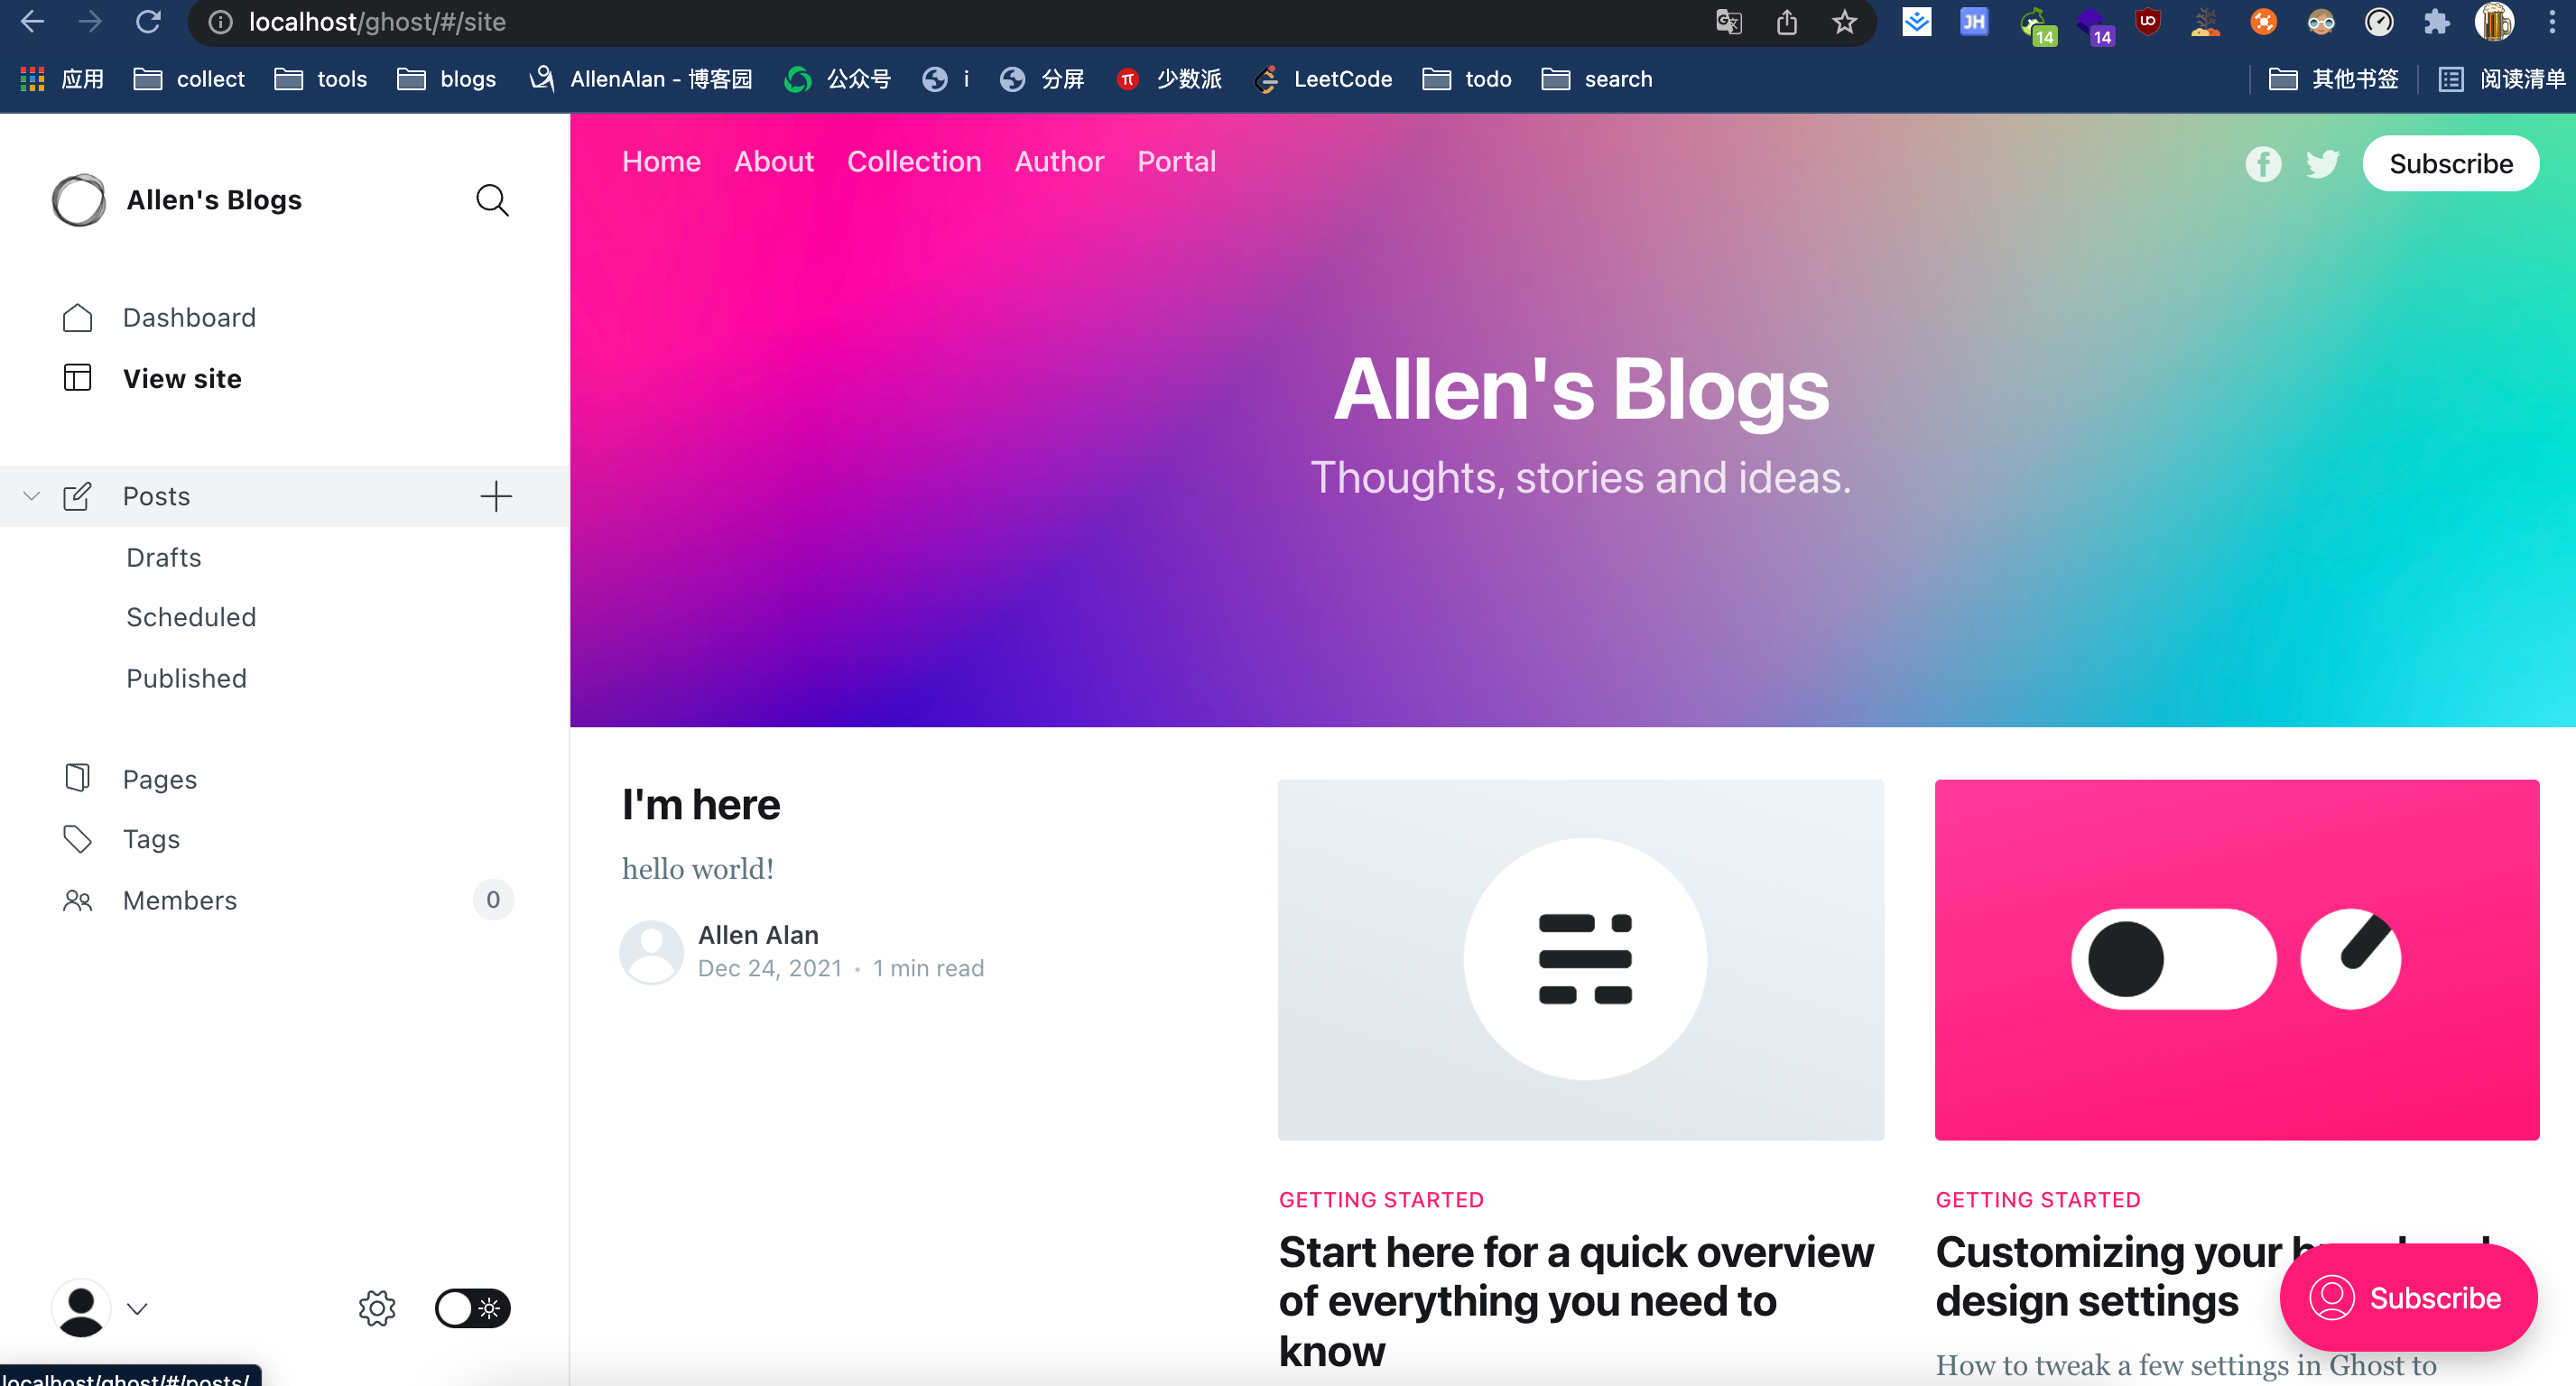 localhost/ghost/#/site
14
14
应用 collect tools blogs AllenAlan - 博客园 公众号 i 分屏 少数派 LeetCode todo search 其他书签 阅读清单
Allen's Blogs
Dashboard
View site
Posts
Drafts
Scheduled
Published
Pages
Tags
Members 0
localhost/ghost/#/posts/
Home About Collection Author Portal Subscribe
Allen's Blogs
Thoughts, stories and ideas.
I'm here
hello world!
Allen Alan
Dec 24, 2021 • 1 min read
GETTING STARTED
Start here for a quick overview
of everything you need to
know
GETTING STARTED
Customizing your
design settings
How to tweak a few settings in Ghost to
Subscribe